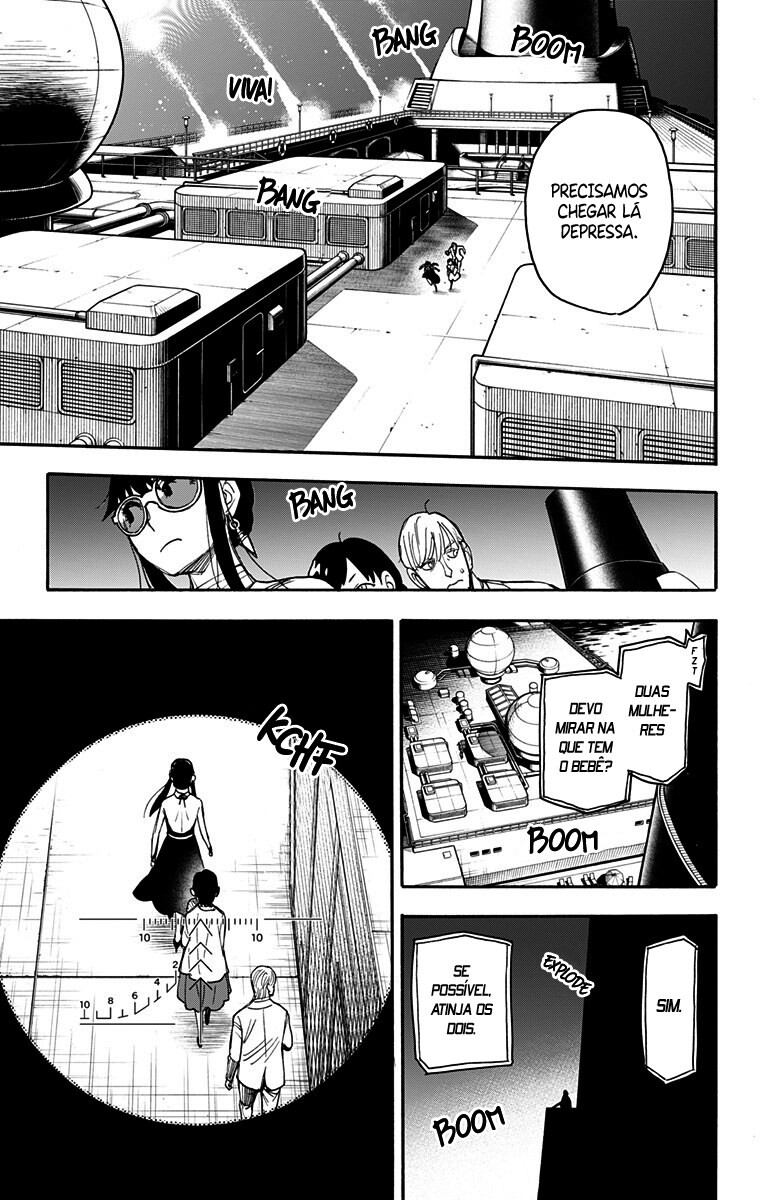 BANG
BOOM
VIVA!
BANG
PRECISAMOS
CHEGAR LÁ
DEPRESSA.
BANG
FZT
DUAS
MULHE-
RES
DEVO
MIRAR NA
QUE TEM
O BEBÊ?
BOOM
KCHF
10
10
2
4
6
8
10
SIM.
EXPLODE
SE
POSSÍVEL,
ATINJA OS
DOIS.
BOOM